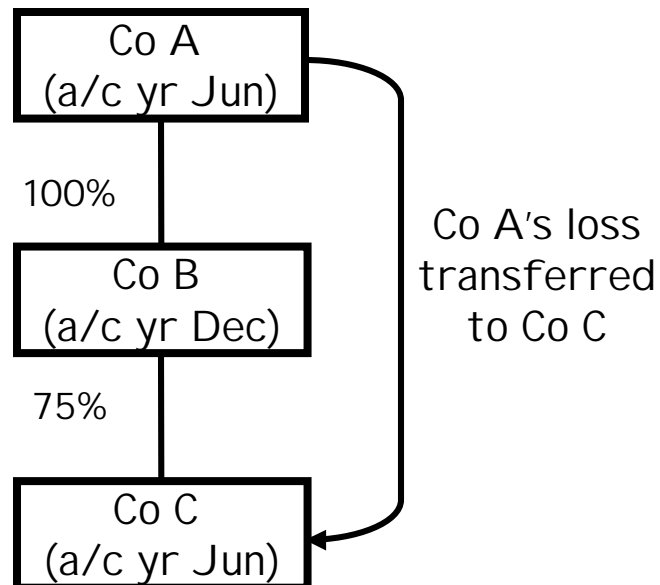 Co A
(a/c yr Jun)
100%
Co B
(a/c yr Dec)
Co A's loss
transferred
to Co C
75%
Co C
(a/c yr Jun)